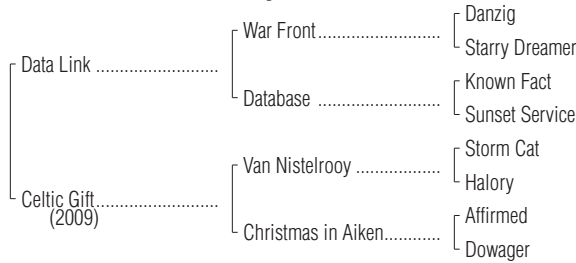 Danzig
War Front
Starry Dreamer
Data Link
Known Fact
Database
Sunset Service
Storm Cat
Van Nistelrooy
Halory
Celtic Gift
(2009)
Affirmed
Christmas in Aiken
Dowager